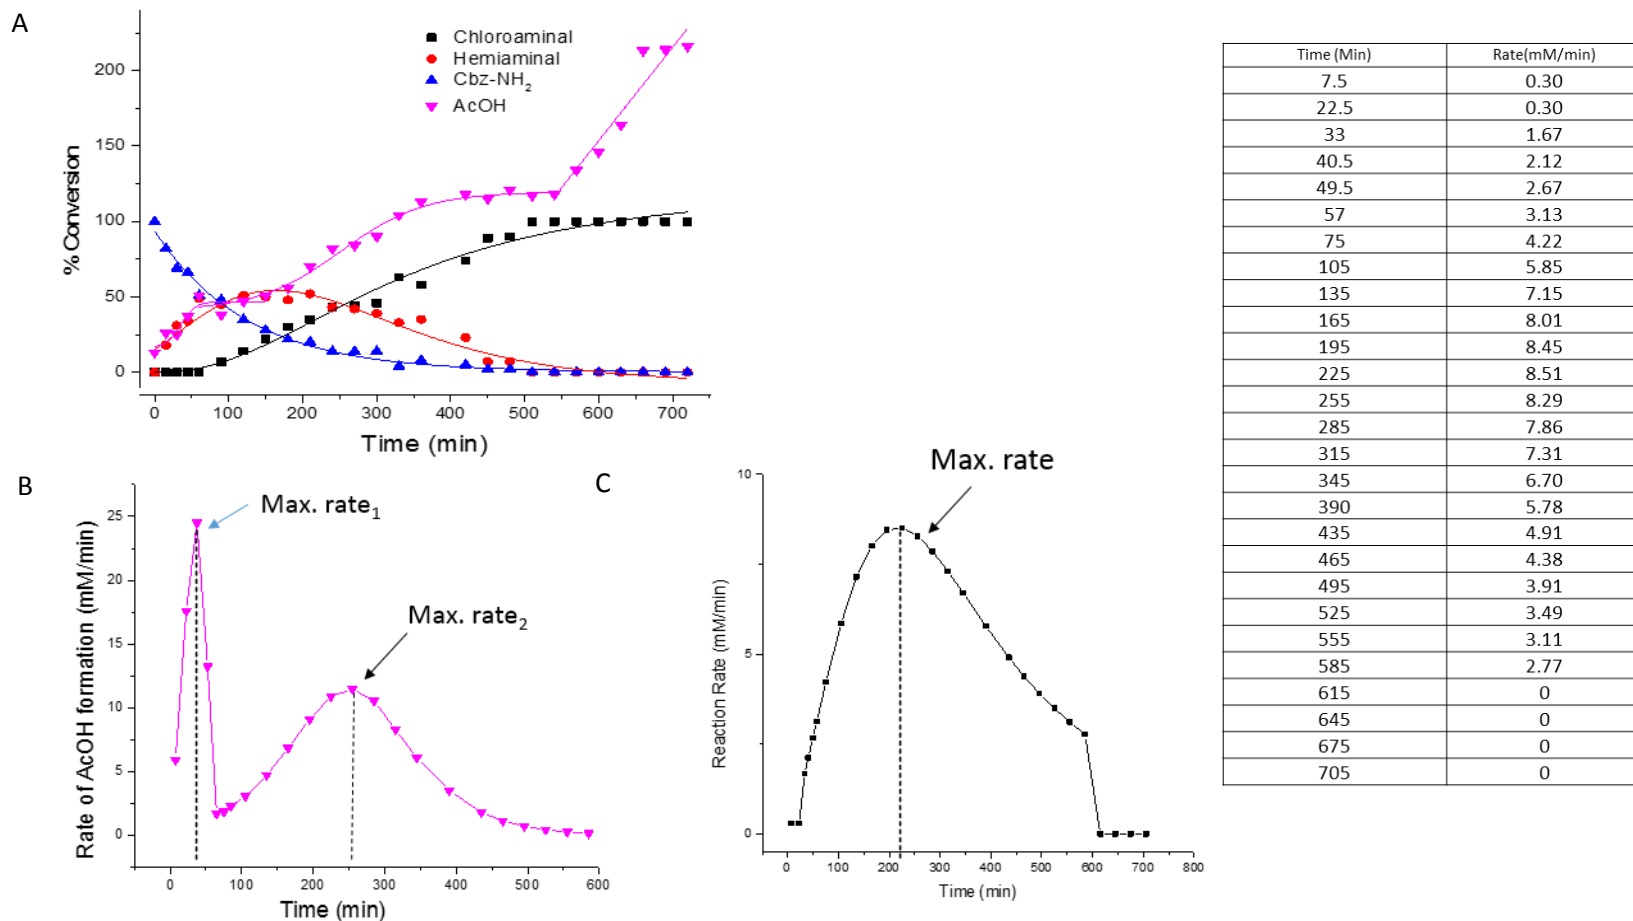 A
% Conversion
200
150
100
50
0
Chloroaminal
Hemiaminal
Cbz-NH₂
AcOH
0 100 200 300 400 500 600 700
Time (min)
B
Rate of AcOH formation (mM/min)
25
20
15
10
5
0
Max. rate₁
Max. rate₂
0 100 200 300 400 500 600
Time (min)
C
Reaction Rate (mM/min)
10
5
0
Max. rate
0 100 200 300 400 500 600 700 800
Time (min)
Time (Min) Rate(mM/min)
7.5 0.30
22.5 0.30
33 1.67
40.5 2.12
49.5 2.67
57 3.13
75 4.22
105 5.85
135 7.15
165 8.01
195 8.45
225 8.51
255 8.29
285 7.86
315 7.31
345 6.70
390 5.78
435 4.91
465 4.38
495 3.91
525 3.49
555 3.11
585 2.77
615 0
645 0
675 0
705 0